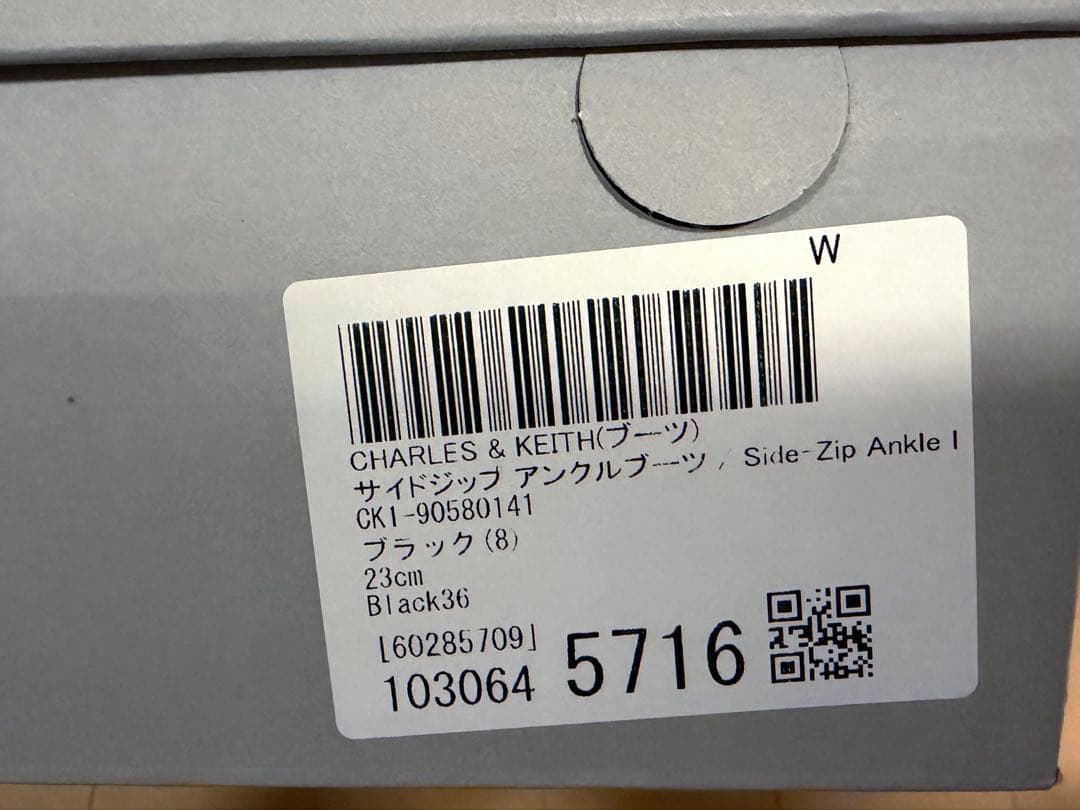 W
CHARLES & KEITH(ブーツ)
サイドジップ アンクルブーツ / Side-Zip Ankle
CK1-90580141
ブラック(8)
23cm
Black36
[60285709]
103064 5716